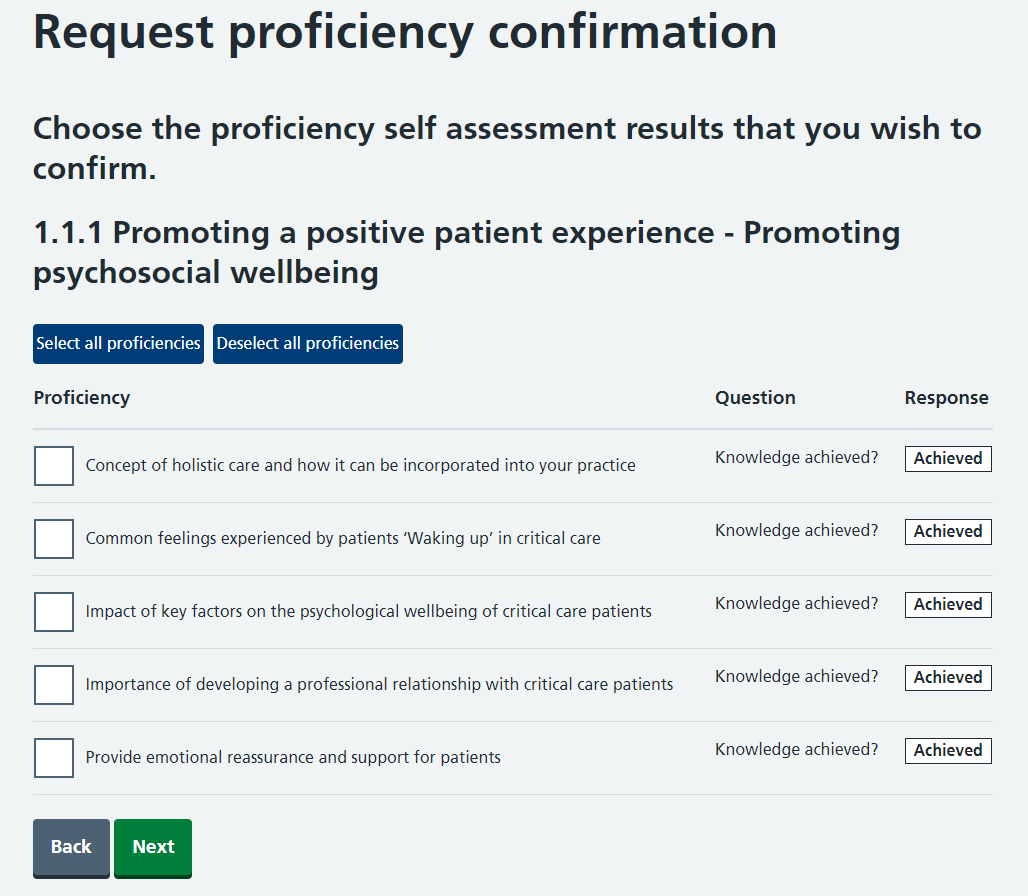 Request proficiency confirmation
Choose the proficiency self assessment results that you wish to
confirm.
1.1.1 Promoting a positive patient experience - Promoting
psychosocial wellbeing
Select all proficiencies Deselect all proficiencies
Proficiency Question Response
Concept of holistic care and how it can be incorporated into your practice Knowledge achieved? Achieved
Common feelings experienced by patients ‘Waking up’ in critical care Knowledge achieved? Achieved
Impact of key factors on the psychological wellbeing of critical care patients Knowledge achieved? Achieved
Importance of developing a professional relationship with critical care patients Knowledge achieved? Achieved
Provide emotional reassurance and support for patients Knowledge achieved? Achieved
Back Next